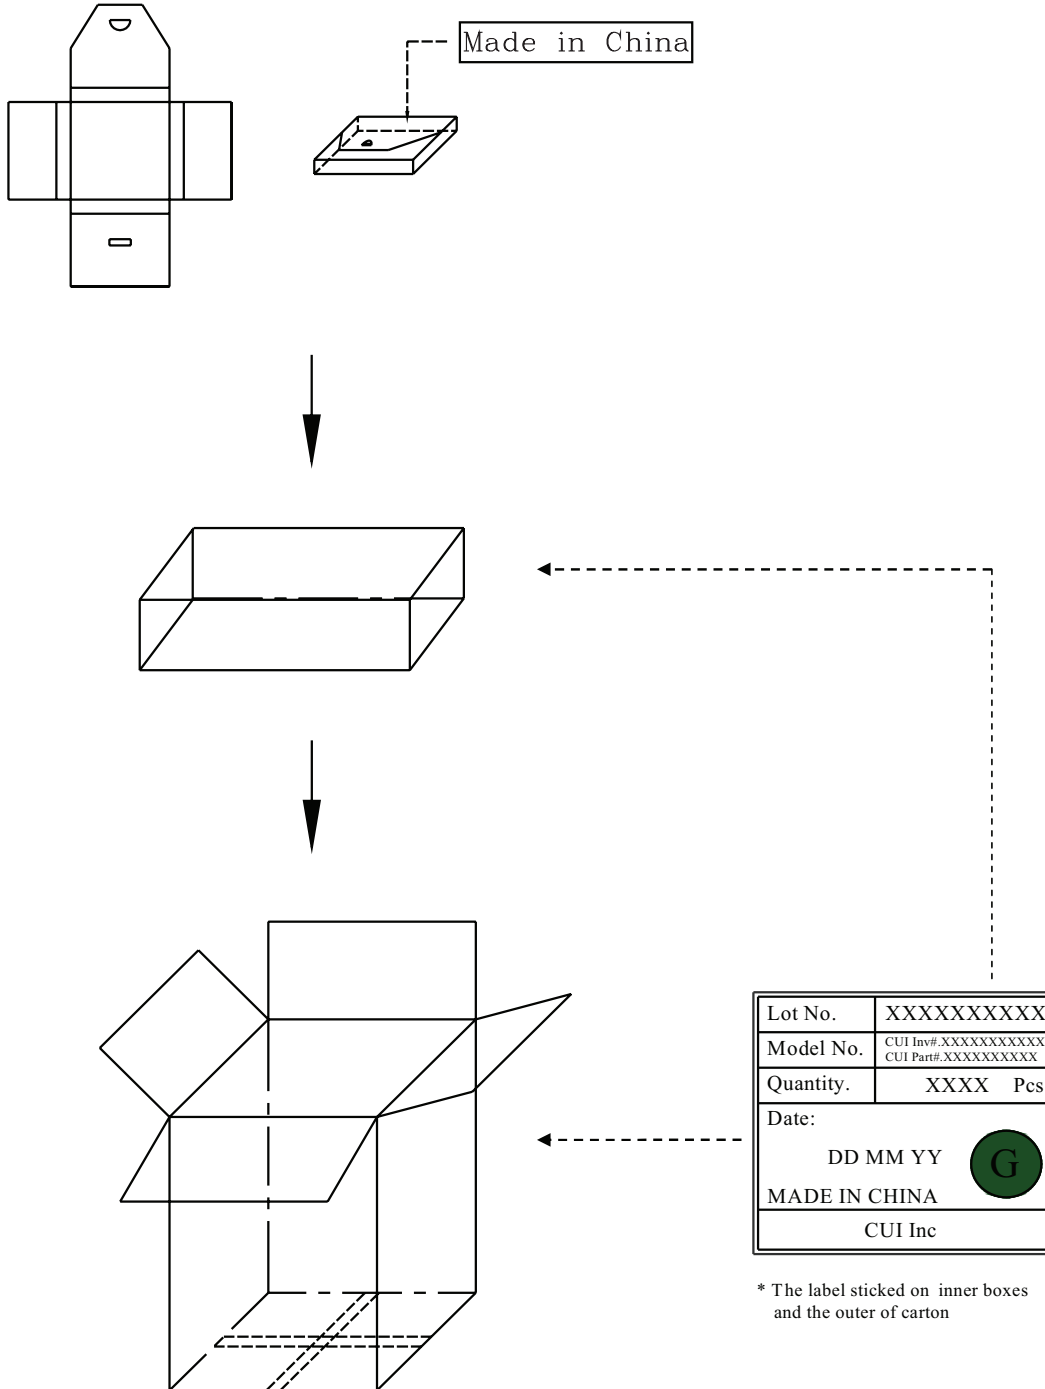 Made in China
Lot No. XXXXXXXXXX
Model No. CUI Inv#.XXXXXXXXXXX
CUI Part#.XXXXXXXXXX
Quantity. XXXX Pcs
Date:
DD MM YY
G
MADE IN CHINA
CUI Inc
* The label sticked on inner boxes
and the outer of carton